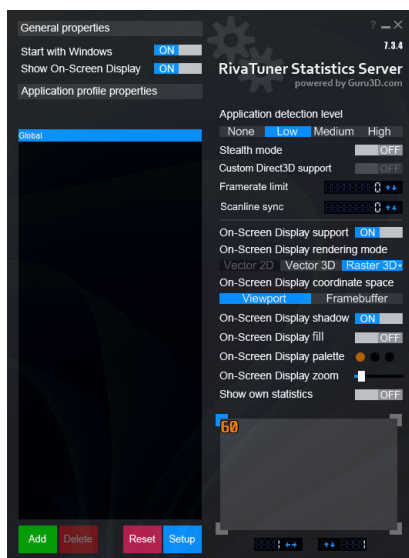 General properties
Start with Windows ON
Show On-Screen Display ON
Application profile properties
Global
Add Delete Reset Setup
? – X
7.3.4
RivaTuner Statistics Server
powered by Guru3D.com
Application detection level
None Low Medium High
Stealth mode OFF
Custom Direct3D support OFF
Framerate limit 0
Scanline sync 0
On-Screen Display support ON
On-Screen Display rendering mode
Vector 2D Vector 3D Raster 3D
On-Screen Display coordinate space
Viewport Framebuffer
On-Screen Display shadow ON
On-Screen Display fill OFF
On-Screen Display palette
On-Screen Display zoom
Show own statistics OFF
60
1 1